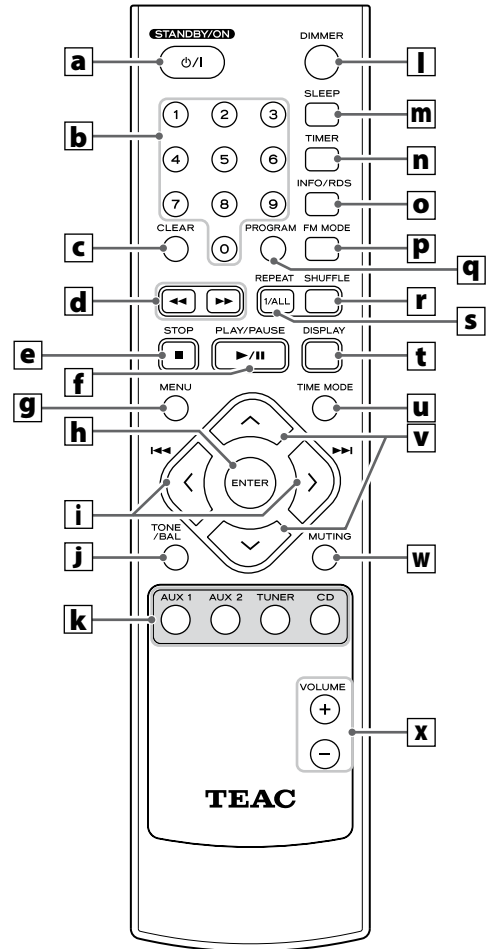 STANDBY/ON
DIMMER
a
⏻/I
l
SLEEP
m
1 2 3
b
TIMER
n
4 5 6
INFO/RDS
o
7 8 9
CLEAR
0
PROGRAM
FM MODE
c
p
q
REPEAT
SHUFFLE
d
◀◀ ▶▶
1/ALL
r
s
STOP
PLAY/PAUSE
DISPLAY
e
■
▶/II
t
f
MENU
TIME MODE
g
u
h
v
ENTER
i
TONE
/BAL
MUTING
j
w
AUX 1
AUX 2
TUNER
CD
k
VOLUME
+
x
−
TEAC